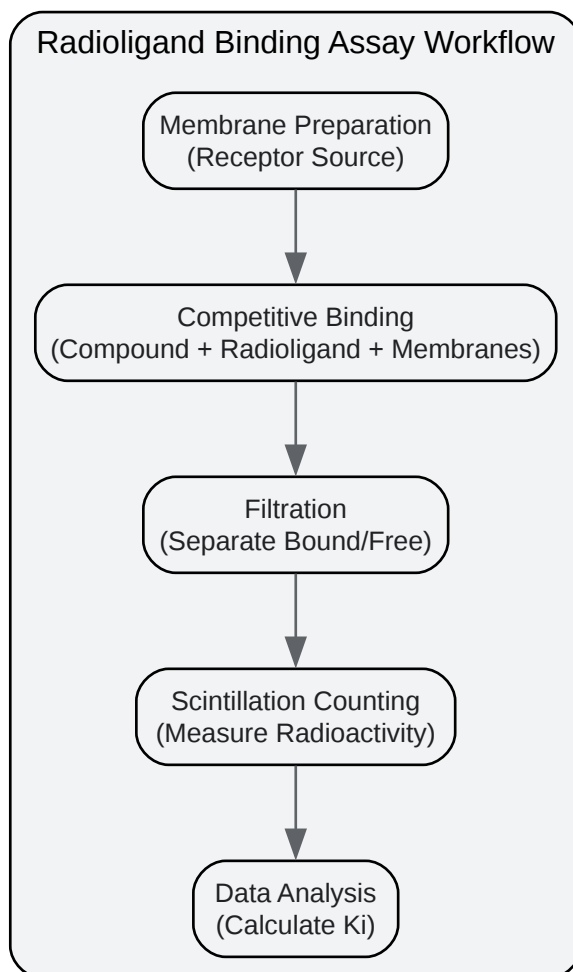 Radioligand Binding Assay Workflow
Membrane Preparation
(Receptor Source)
Competitive Binding
(Compound + Radioligand + Membranes)
Filtration
(Separate Bound/Free)
Scintillation Counting
(Measure Radioactivity)
Data Analysis
(Calculate Ki)